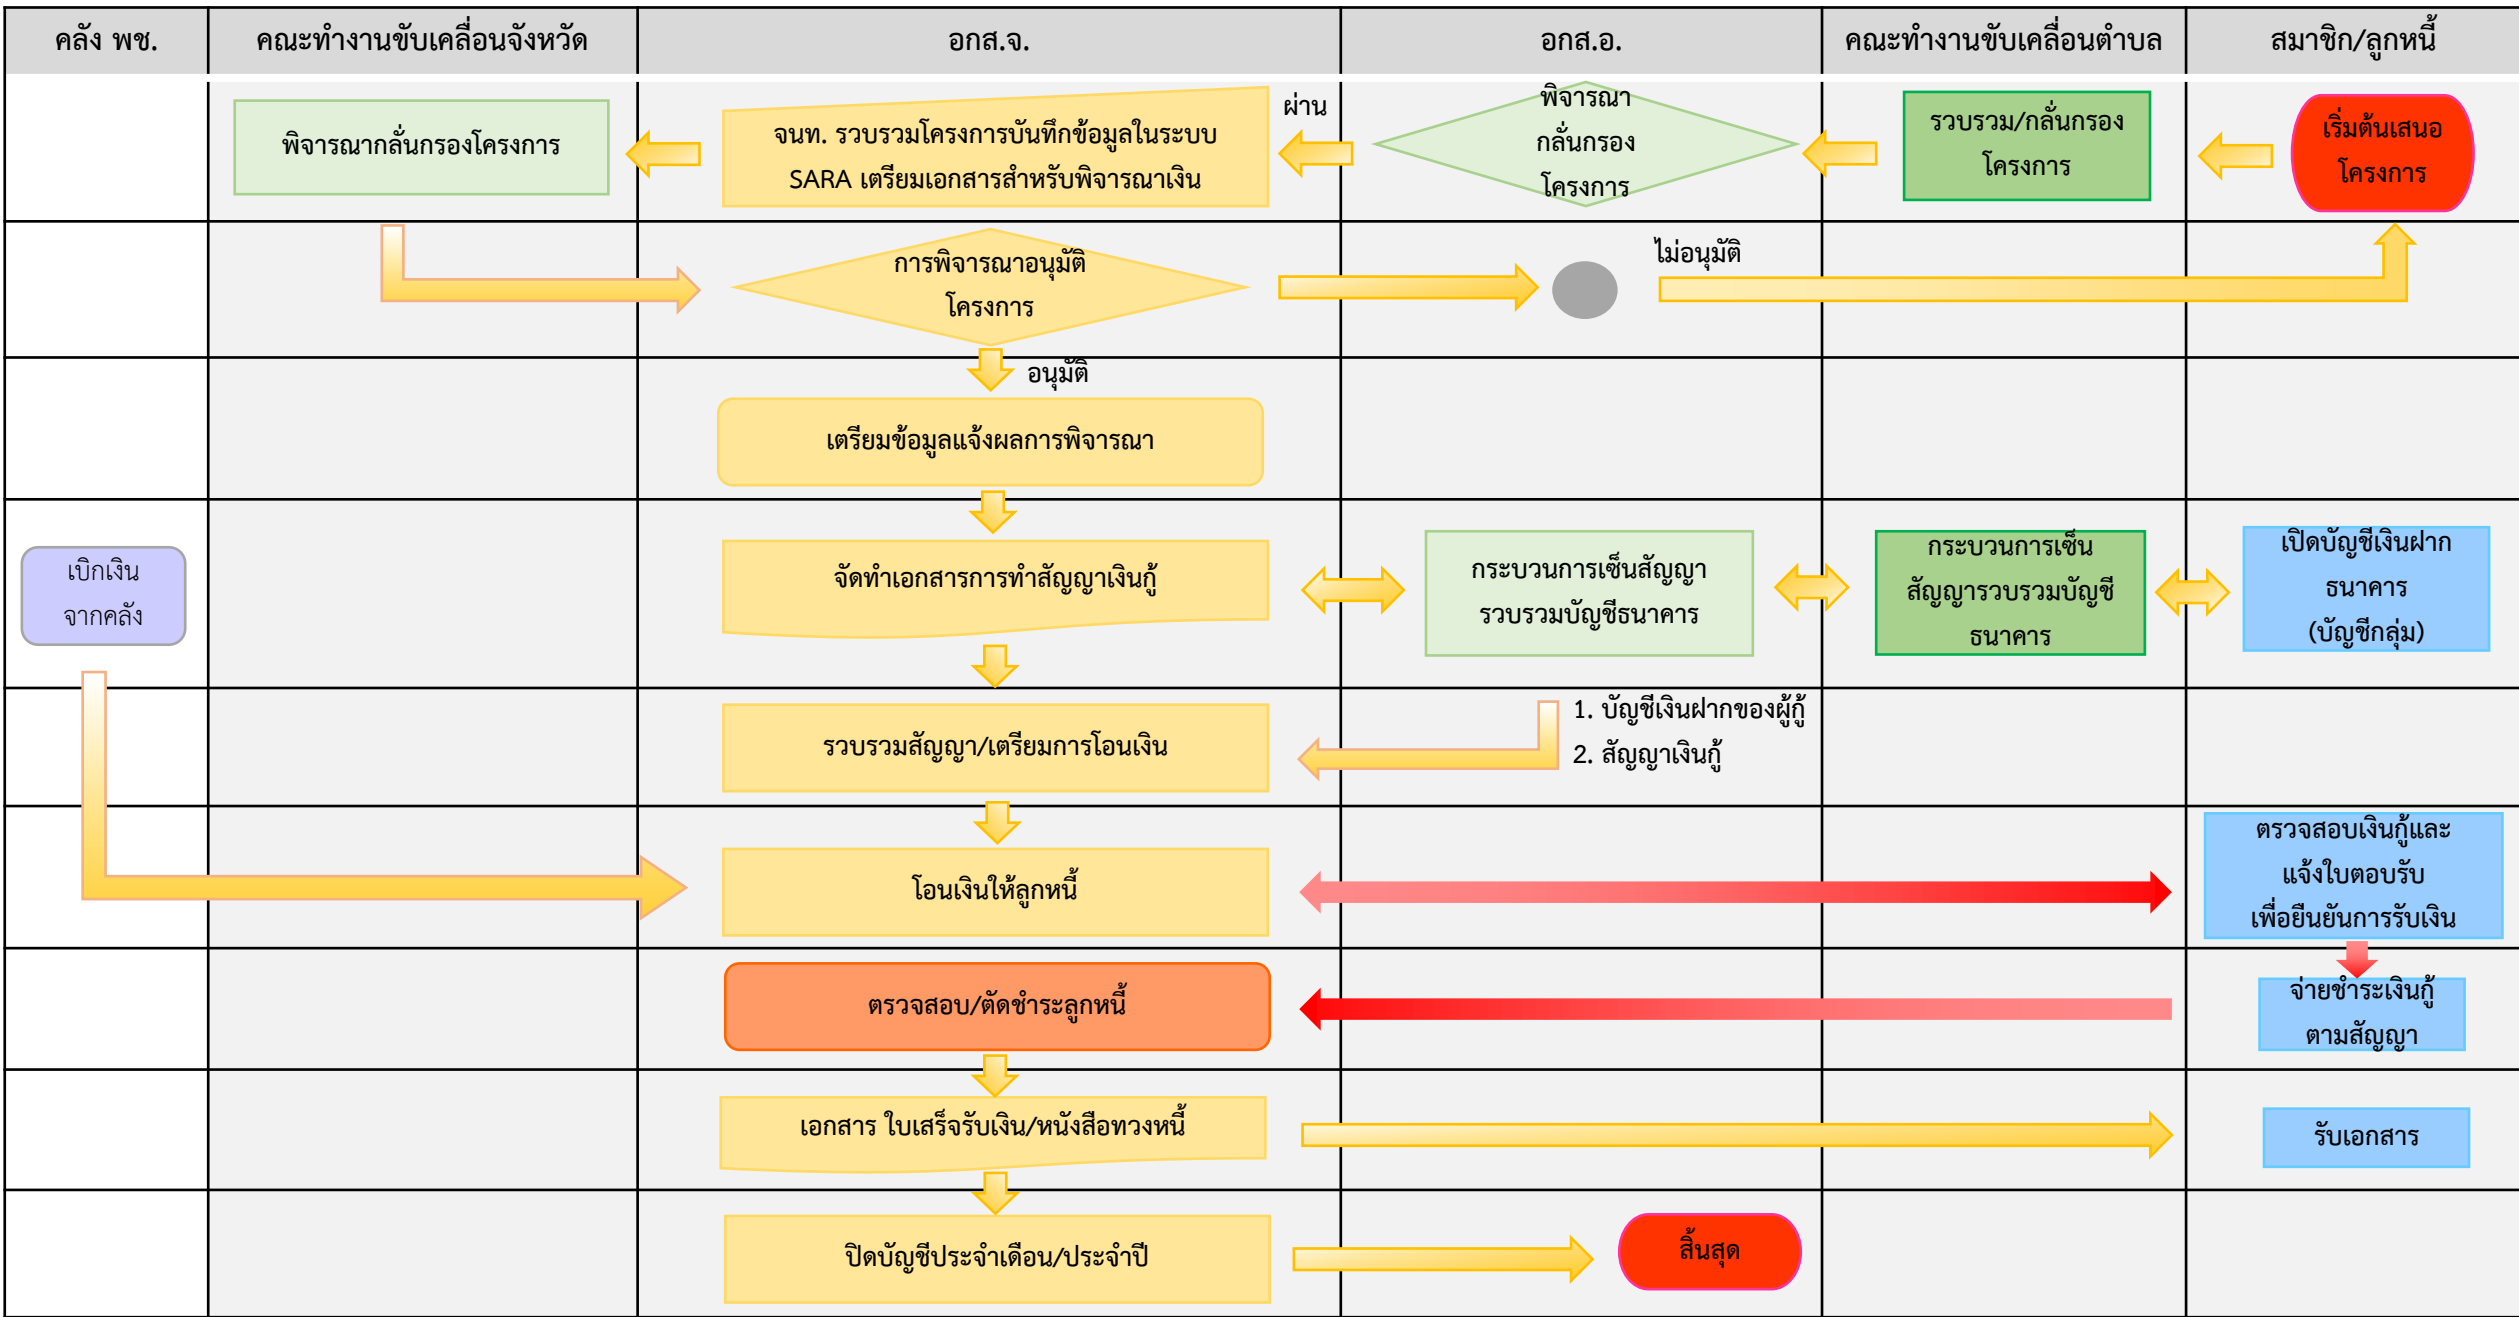 คลัง พช.
คณะทำงานขับเคลื่อนจังหวัด
อกส.จ.
อกส.อ.
คณะทำงานขับเคลื่อนตำบล
สมาชิก/ลูกหนี้
พิจารณากลั่นกรองโครงการ
จนท. รวบรวมโครงการบันทึกข้อมูลในระบบ
SARA เตรียมเอกสารสำหรับพิจารณาเงิน
ผ่าน
พิจารณา
กลั่นกรอง
โครงการ
รวบรวม/กลั่นกรอง
โครงการ
เริ่มต้นเสนอ
โครงการ
การพิจารณาอนุมัติ
โครงการ
ไม่อนุมัติ
อนุมัติ
เตรียมข้อมูลแจ้งผลการพิจารณา
เบิกเงิน
จากคลัง
จัดทำเอกสารการทำสัญญาเงินกู้
กระบวนการเซ็นสัญญา
รวบรวมบัญชีธนาคาร
กระบวนการเซ็น
สัญญารวบรวมบัญชี
ธนาคาร
เปิดบัญชีเงินฝาก
ธนาคาร
(บัญชีกลุ่ม)
รวบรวมสัญญา/เตรียมการโอนเงิน
1. บัญชีเงินฝากของผู้กู้
2. สัญญาเงินกู้
โอนเงินให้ลูกหนี้
ตรวจสอบเงินกู้และ
แจ้งใบตอบรับ
เพื่อยืนยันการรับเงิน
ตรวจสอบ/ตัดชำระลูกหนี้
จ่ายชำระเงินกู้
ตามสัญญา
เอกสาร ใบเสร็จรับเงิน/หนังสือทวงหนี้
รับเอกสาร
ปิดบัญชีประจำเดือน/ประจำปี
สิ้นสุด